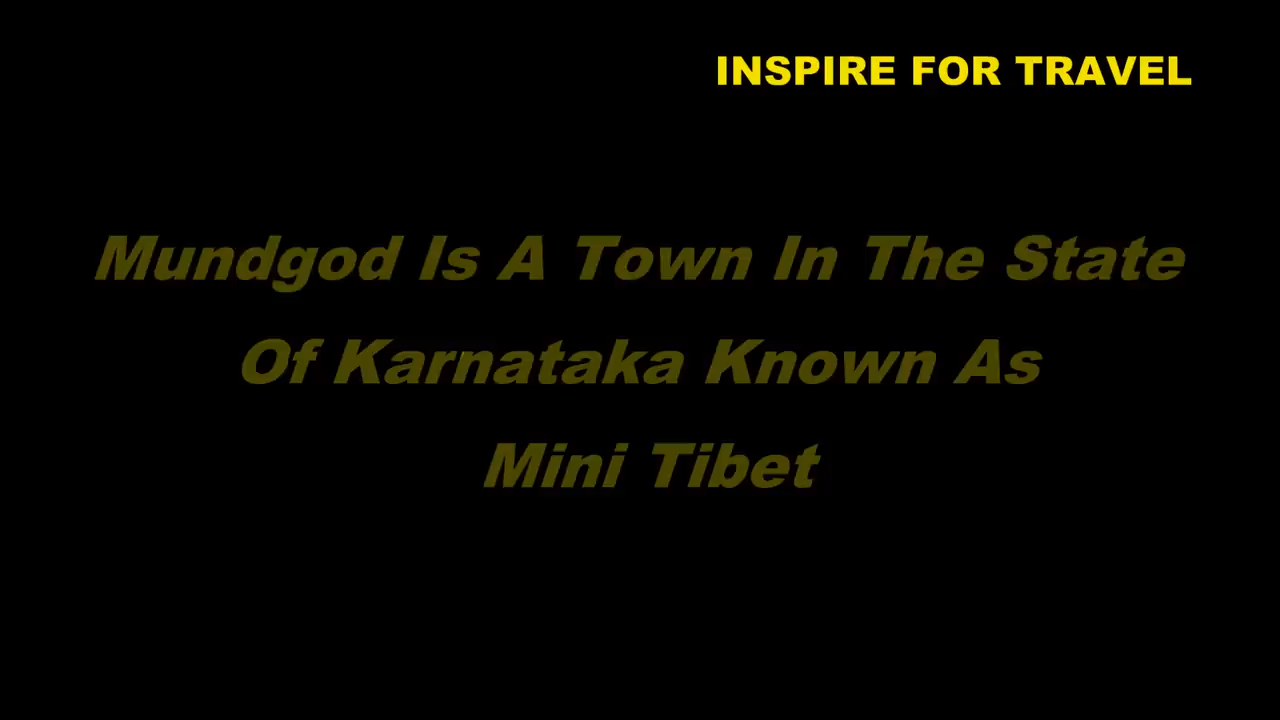 INSPIRE FOR TRAVEL
Mundgod Is A Town In The State
Of Karnataka Known As
Mini Tibet